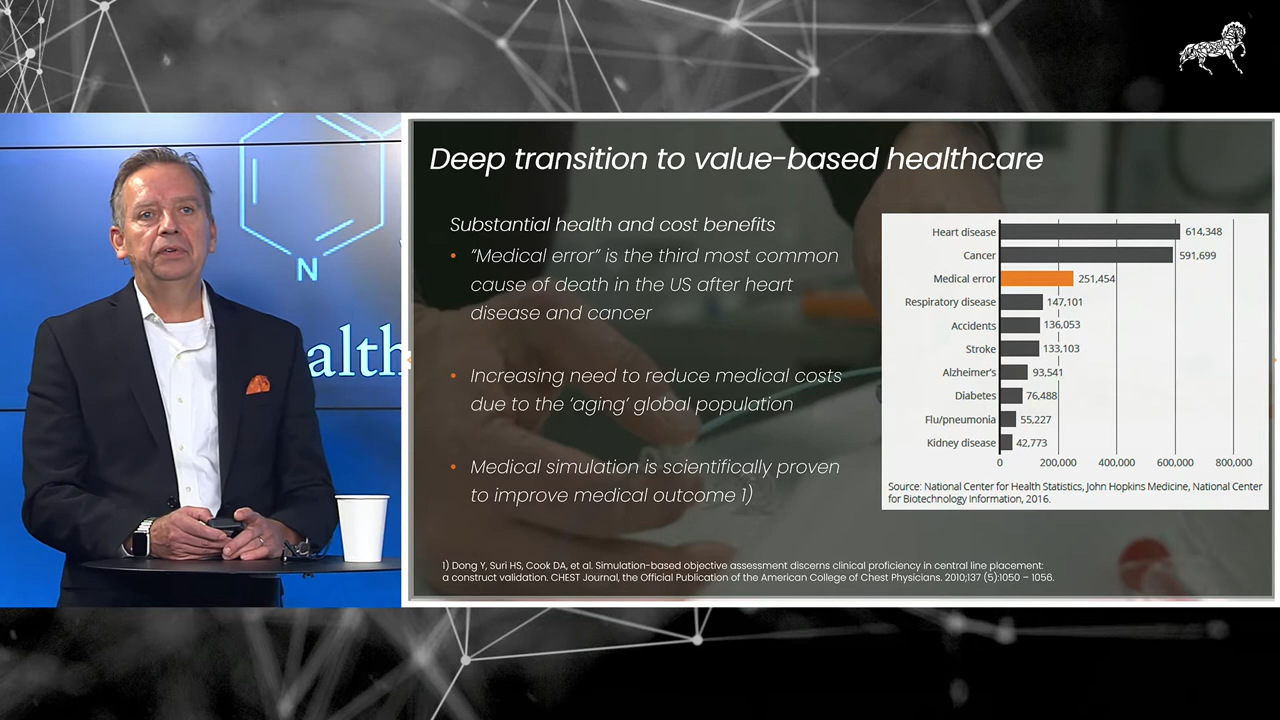 N
alth
Deep transition to value-based healthcare
Substantial health and cost benefits
• “Medical error” is the third most common
cause of death in the US after heart
disease and cancer
• Increasing need to reduce medical costs
due to the ‘aging’ global population
• Medical simulation is scientifically proven
to improve medical outcome 1)
Heart disease 614,348
Cancer 591,699
Medical error 251,454
Respiratory disease 147,101
Accidents 136,053
Stroke 133,103
Alzheimer's 93,541
Diabetes 76,488
Flu/pneumonia 55,227
Kidney disease 42,773
0 200,000 400,000 600,000 800,000
Source: National Center for Health Statistics, John Hopkins Medicine, National Center
for Biotechnology Information, 2016.
1) Dong Y, Suri HS, Cook DA, et al. Simulation-based objective assessment discerns clinical proficiency in central line placement:
a construct validation. CHEST Journal, the Official Publication of the American College of Chest Physicians. 2010;137 (5):1050 – 1056.